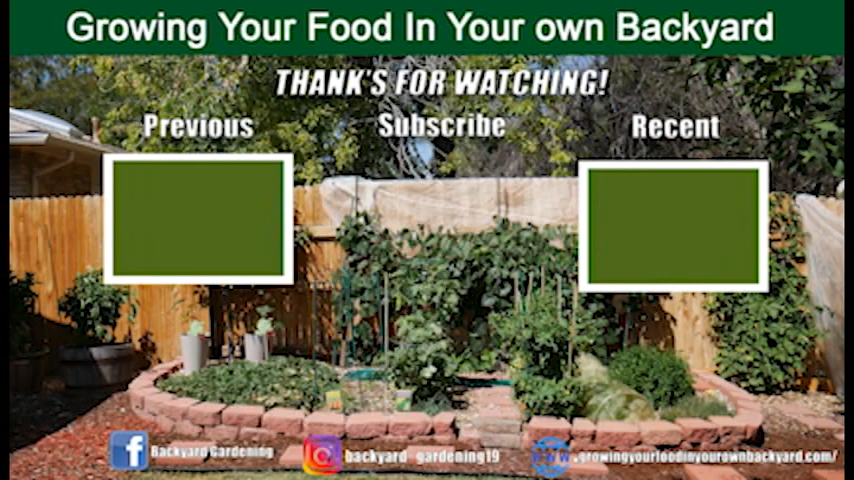 Growing Your Food In Your own Backyard
THANK'S FOR WATCHING!
Previous Subscribe Recent
Backyard Gardening
backyard_gardening19
www.growingyourfoodinyourownbackyard.com/